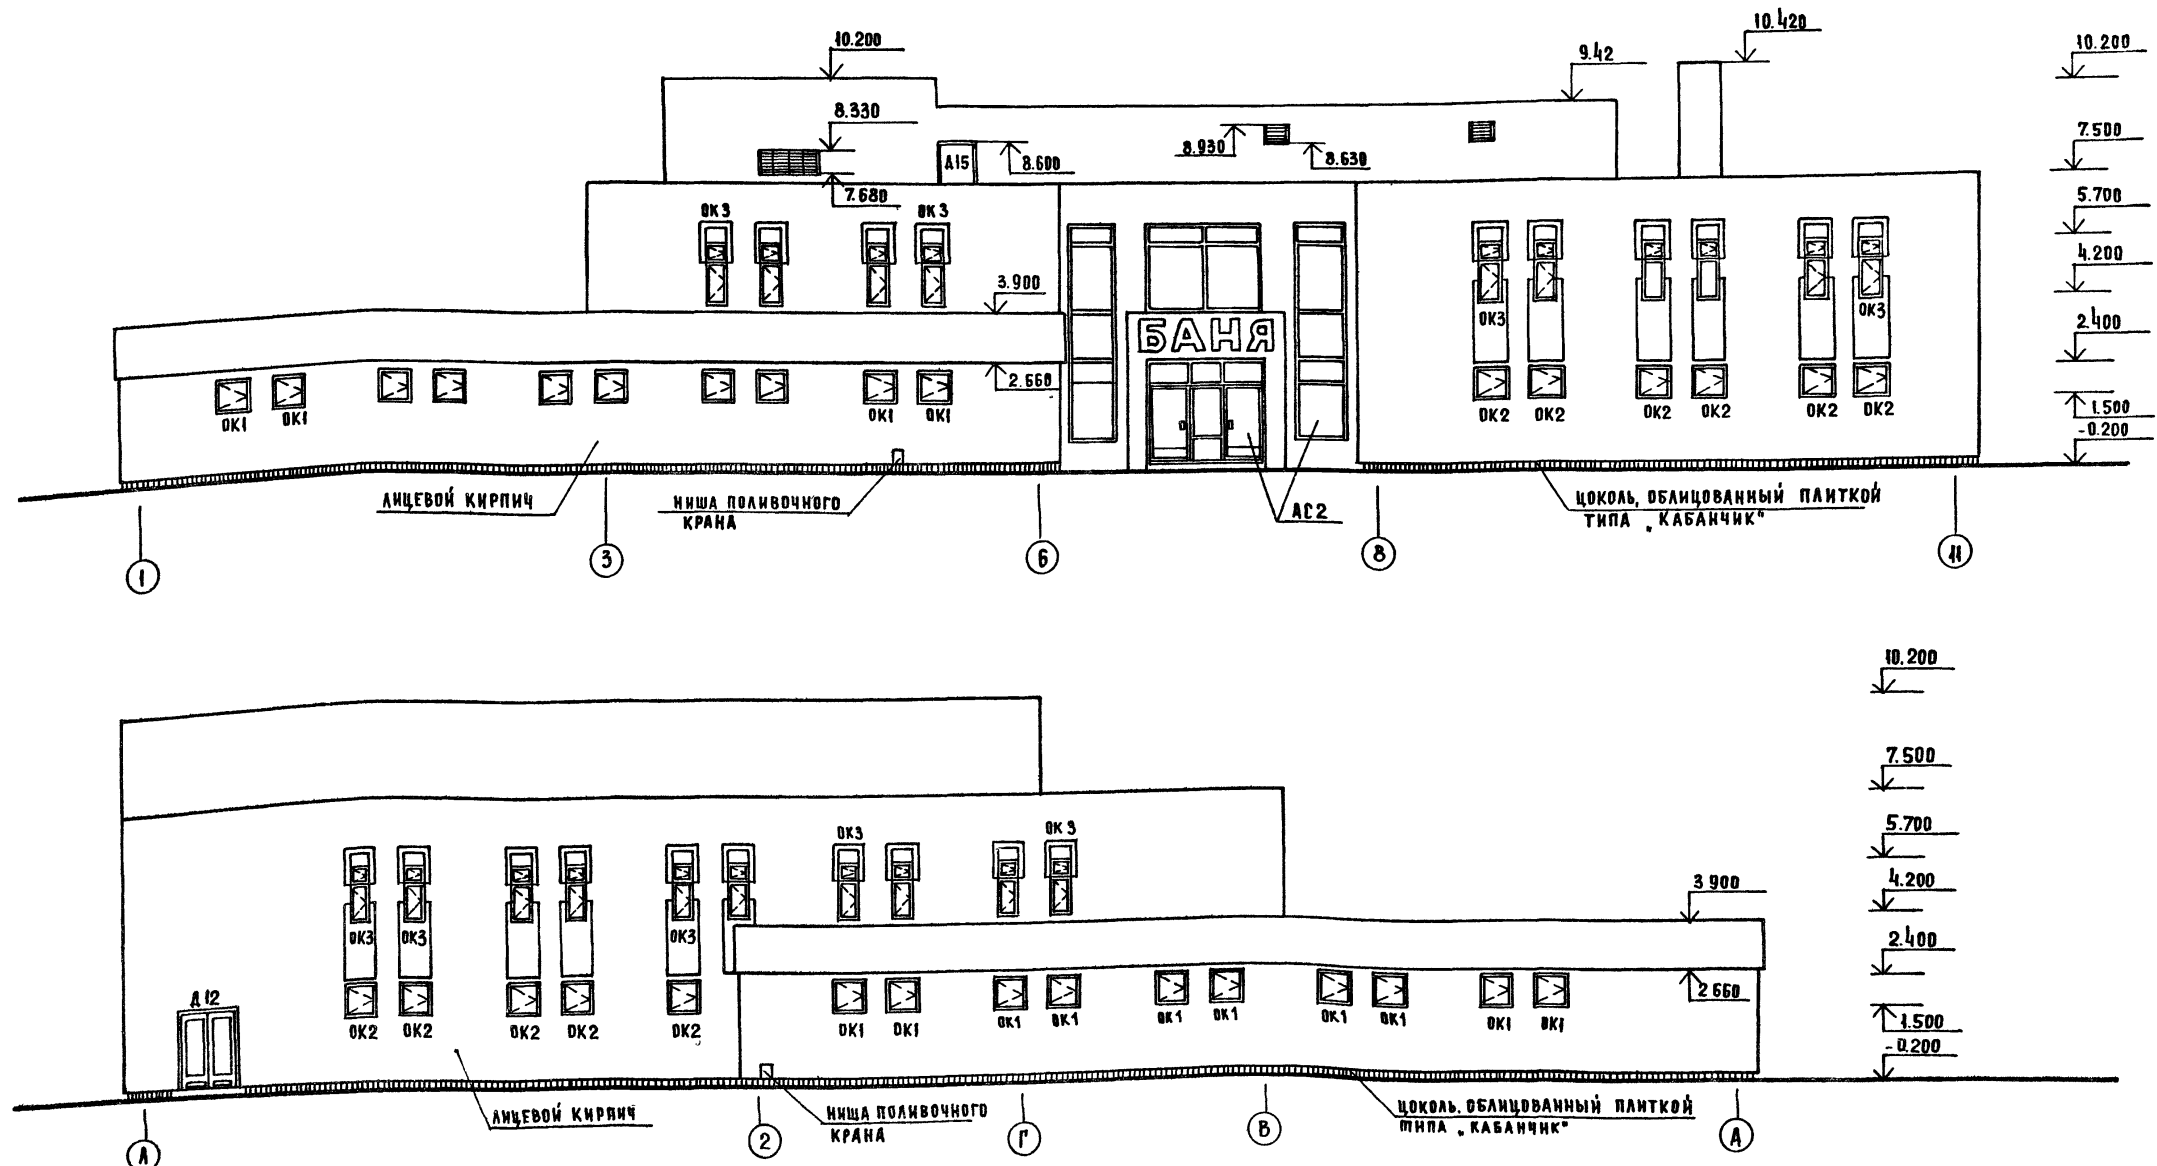 10.200
10.420
9.42
10.200
8.330
8.930
8.600
8.630
Д15
7.680
7.500
ОК3 ОК3
5.700
4.200
3.900
ОК3 ОК3
2.400
БАНЯ
2.660
ОК1 ОК1 ОК1 ОК1
ОК2 ОК2 ОК2 ОК2 ОК2 ОК2
1.500
-0.200
ЛИЦЕВОЙ КИРПИЧ
НИША ПОЛИВОЧНОГО
КРАНА
АС2
ЦОКОЛЬ, ОБЛИЦОВАННЫЙ ПЛИТКОЙ
ТИПА „КАБАНЧИК"
1 3 6 8 11
10.200
7.500
ОК3 ОК3
5.700
3 900
4.200
ОК3 ОК3 ОК3
2.400
2 660
Д12
ОК2 ОК2 ОК2 ОК2 ОК2 ОК1 ОК1 ОК1 ОК1 ОК1 ОК1 ОК1 ОК1 ОК1 ОК1
1.500
-0.200
ЛИЦЕВОЙ КИРПИЧ
НИША ПОЛИВОЧНОГО
КРАНА
ЦОКОЛЬ, ОБЛИЦОВАННЫЙ ПЛИТКОЙ
ТИПА „КАБАНЧИК"
2 Г В